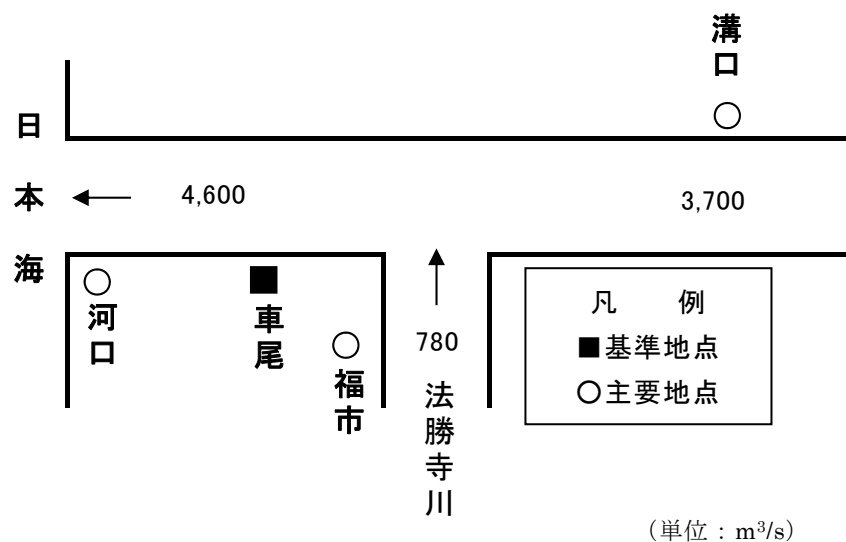 溝口
日本海
4,600
3,700
河口
車尾
福市
780
法勝寺川
凡　例
■基準地点
○主要地点
（単位：m³/s）